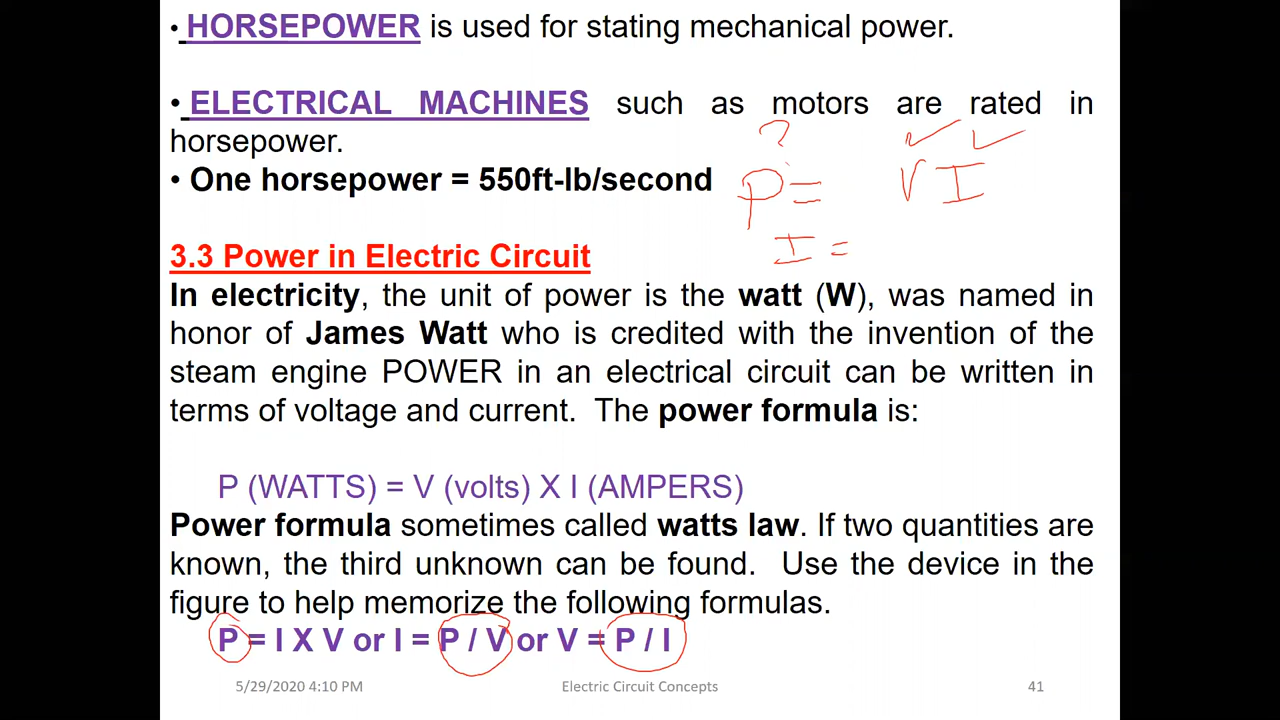 • HORSEPOWER is used for stating mechanical power.
• ELECTRICAL MACHINES such as motors are rated in
horsepower.
?
• One horsepower = 550ft-lb/second
P = V I
I =
3.3 Power in Electric Circuit
In electricity, the unit of power is the watt (W), was named in
honor of James Watt who is credited with the invention of the
steam engine POWER in an electrical circuit can be written in
terms of voltage and current. The power formula is:
P (WATTS) = V (volts) X I (AMPERS)
Power formula sometimes called watts law. If two quantities are
known, the third unknown can be found. Use the device in the
figure to help memorize the following formulas.
P = I X V or I = P / V or V = P / I
5/29/2020 4:10 PM
Electric Circuit Concepts
41